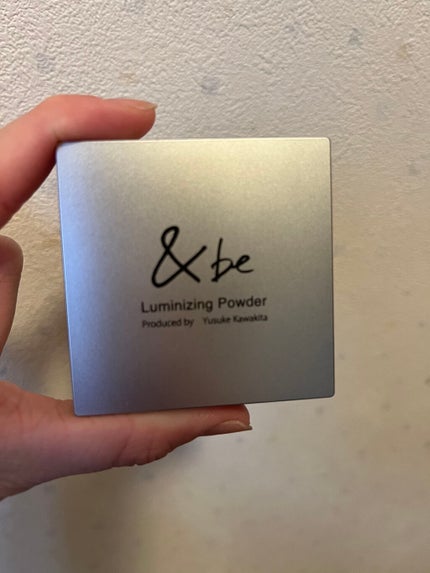 &be
Luminizing Powder
Produced by Yusuke Kawakita